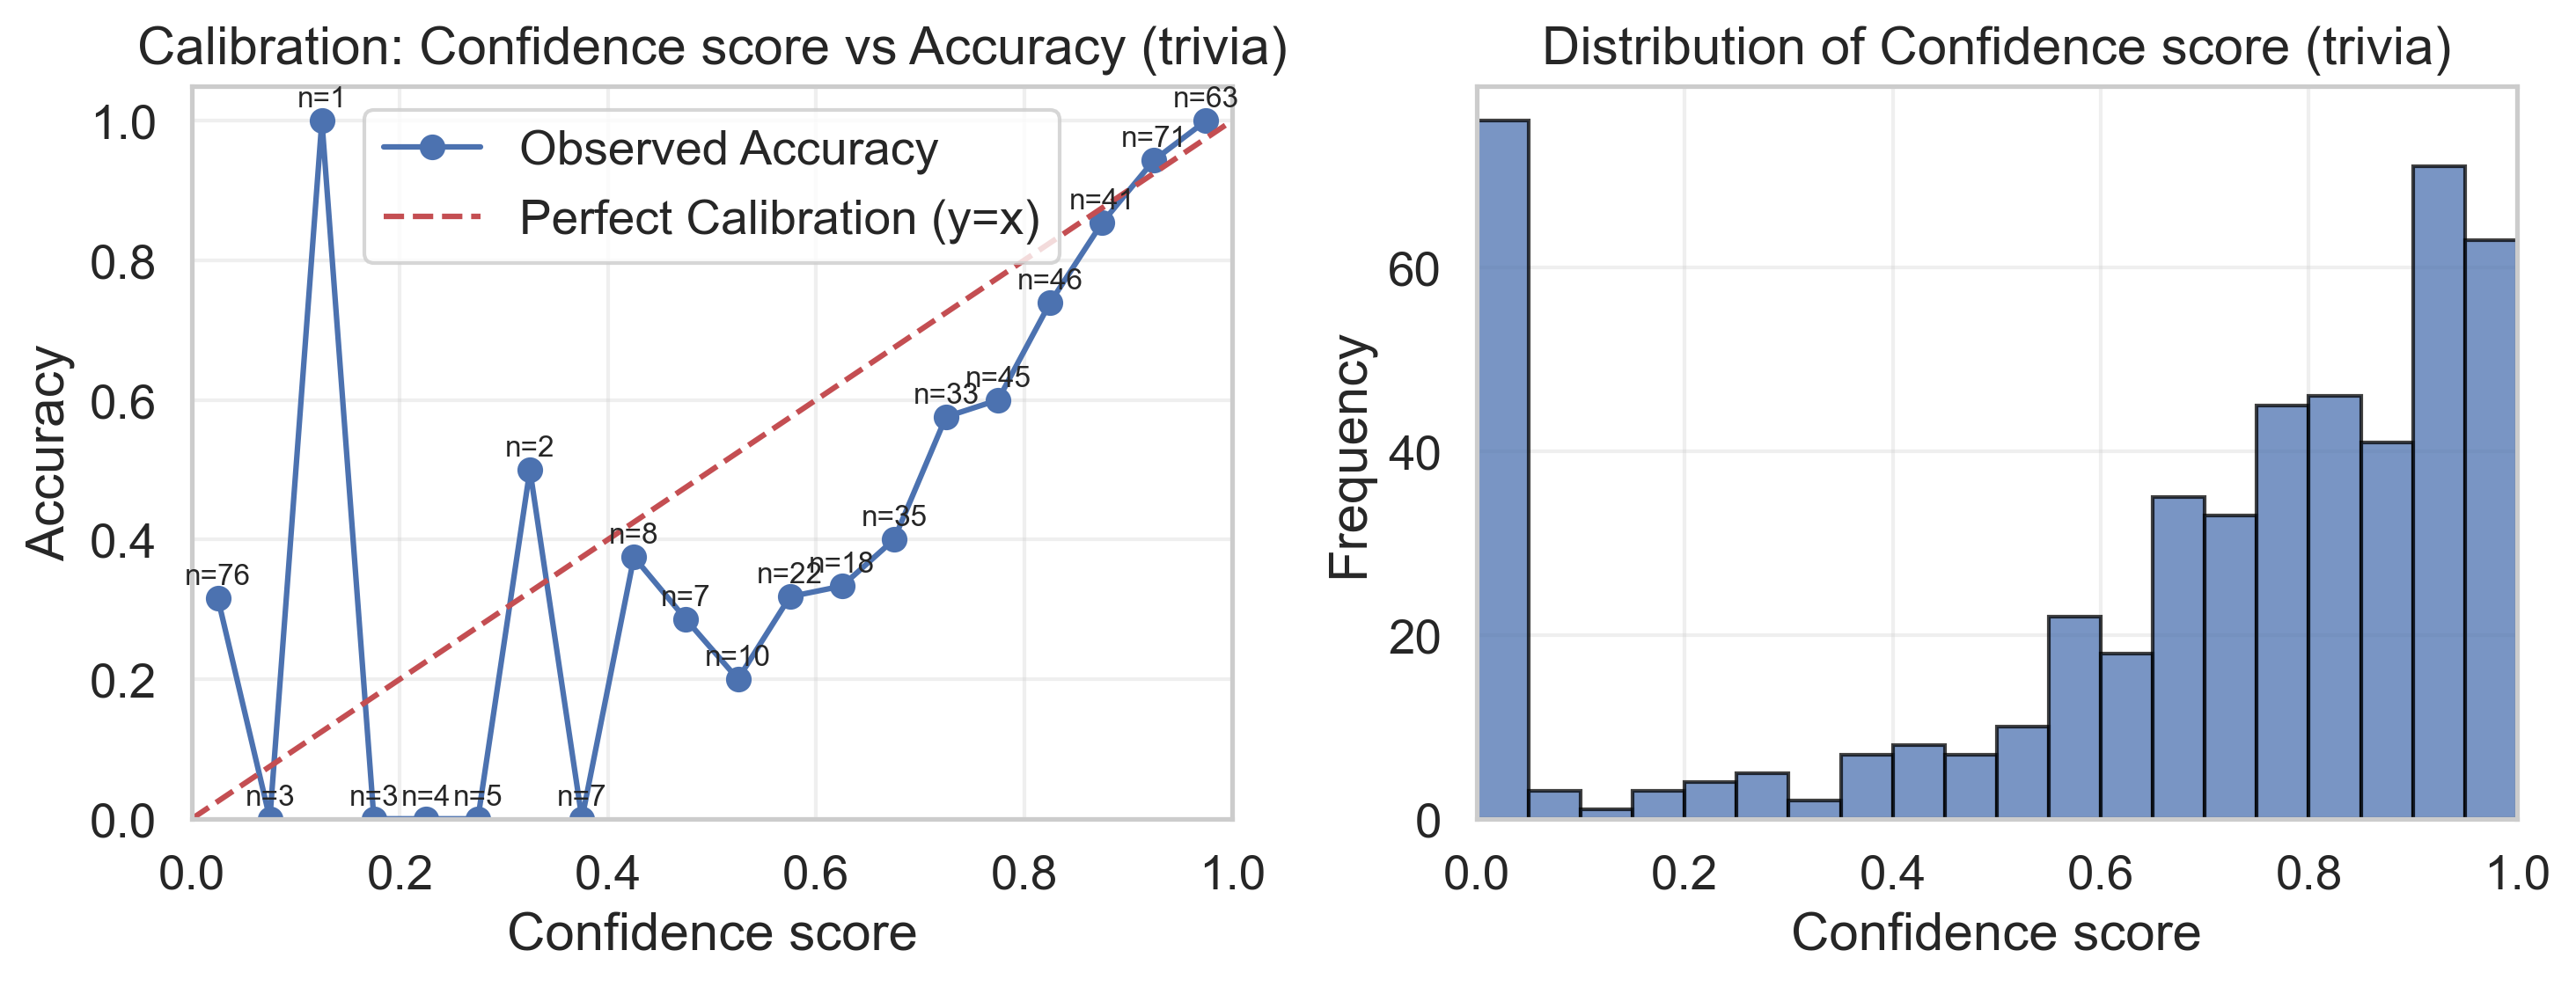 Calibration: Confidence score vs Accuracy (trivia)
Observed Accuracy
Perfect Calibration (y=x)
n=76
n=3
n=1
n=3
n=4
n=5
n=2
n=7
n=8
n=7
n=10
n=22
n=18
n=35
n=33
n=45
n=46
n=41
n=71
n=63
Accuracy
1.0
0.8
0.6
0.4
0.2
0.0
0.0 0.2 0.4 0.6 0.8 1.0
Confidence score
Distribution of Confidence score (trivia)
Frequency
60
40
20
0
0.0 0.2 0.4 0.6 0.8 1.0
Confidence score